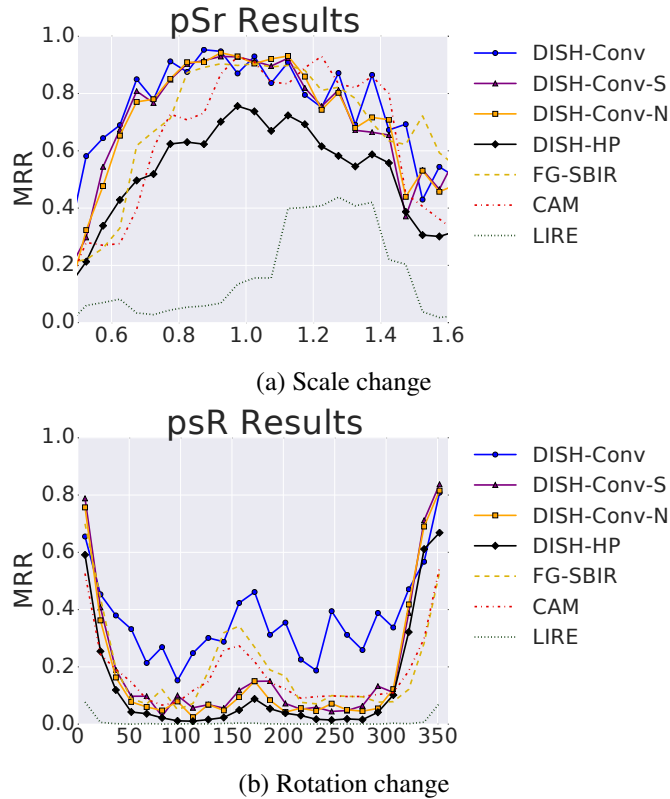 pSr Results
MRR
1.0
0.8
0.6
0.4
0.2
0.0
0.6 0.8 1.0 1.2 1.4 1.6
DISH-Conv
DISH-Conv-S
DISH-Conv-N
DISH-HP
FG-SBIR
CAM
LIRE
(a) Scale change
psR Results
MRR
1.0
0.8
0.6
0.4
0.2
0.0
0 50 100 150 200 250 300 350
DISH-Conv
DISH-Conv-S
DISH-Conv-N
DISH-HP
FG-SBIR
CAM
LIRE
(b) Rotation change